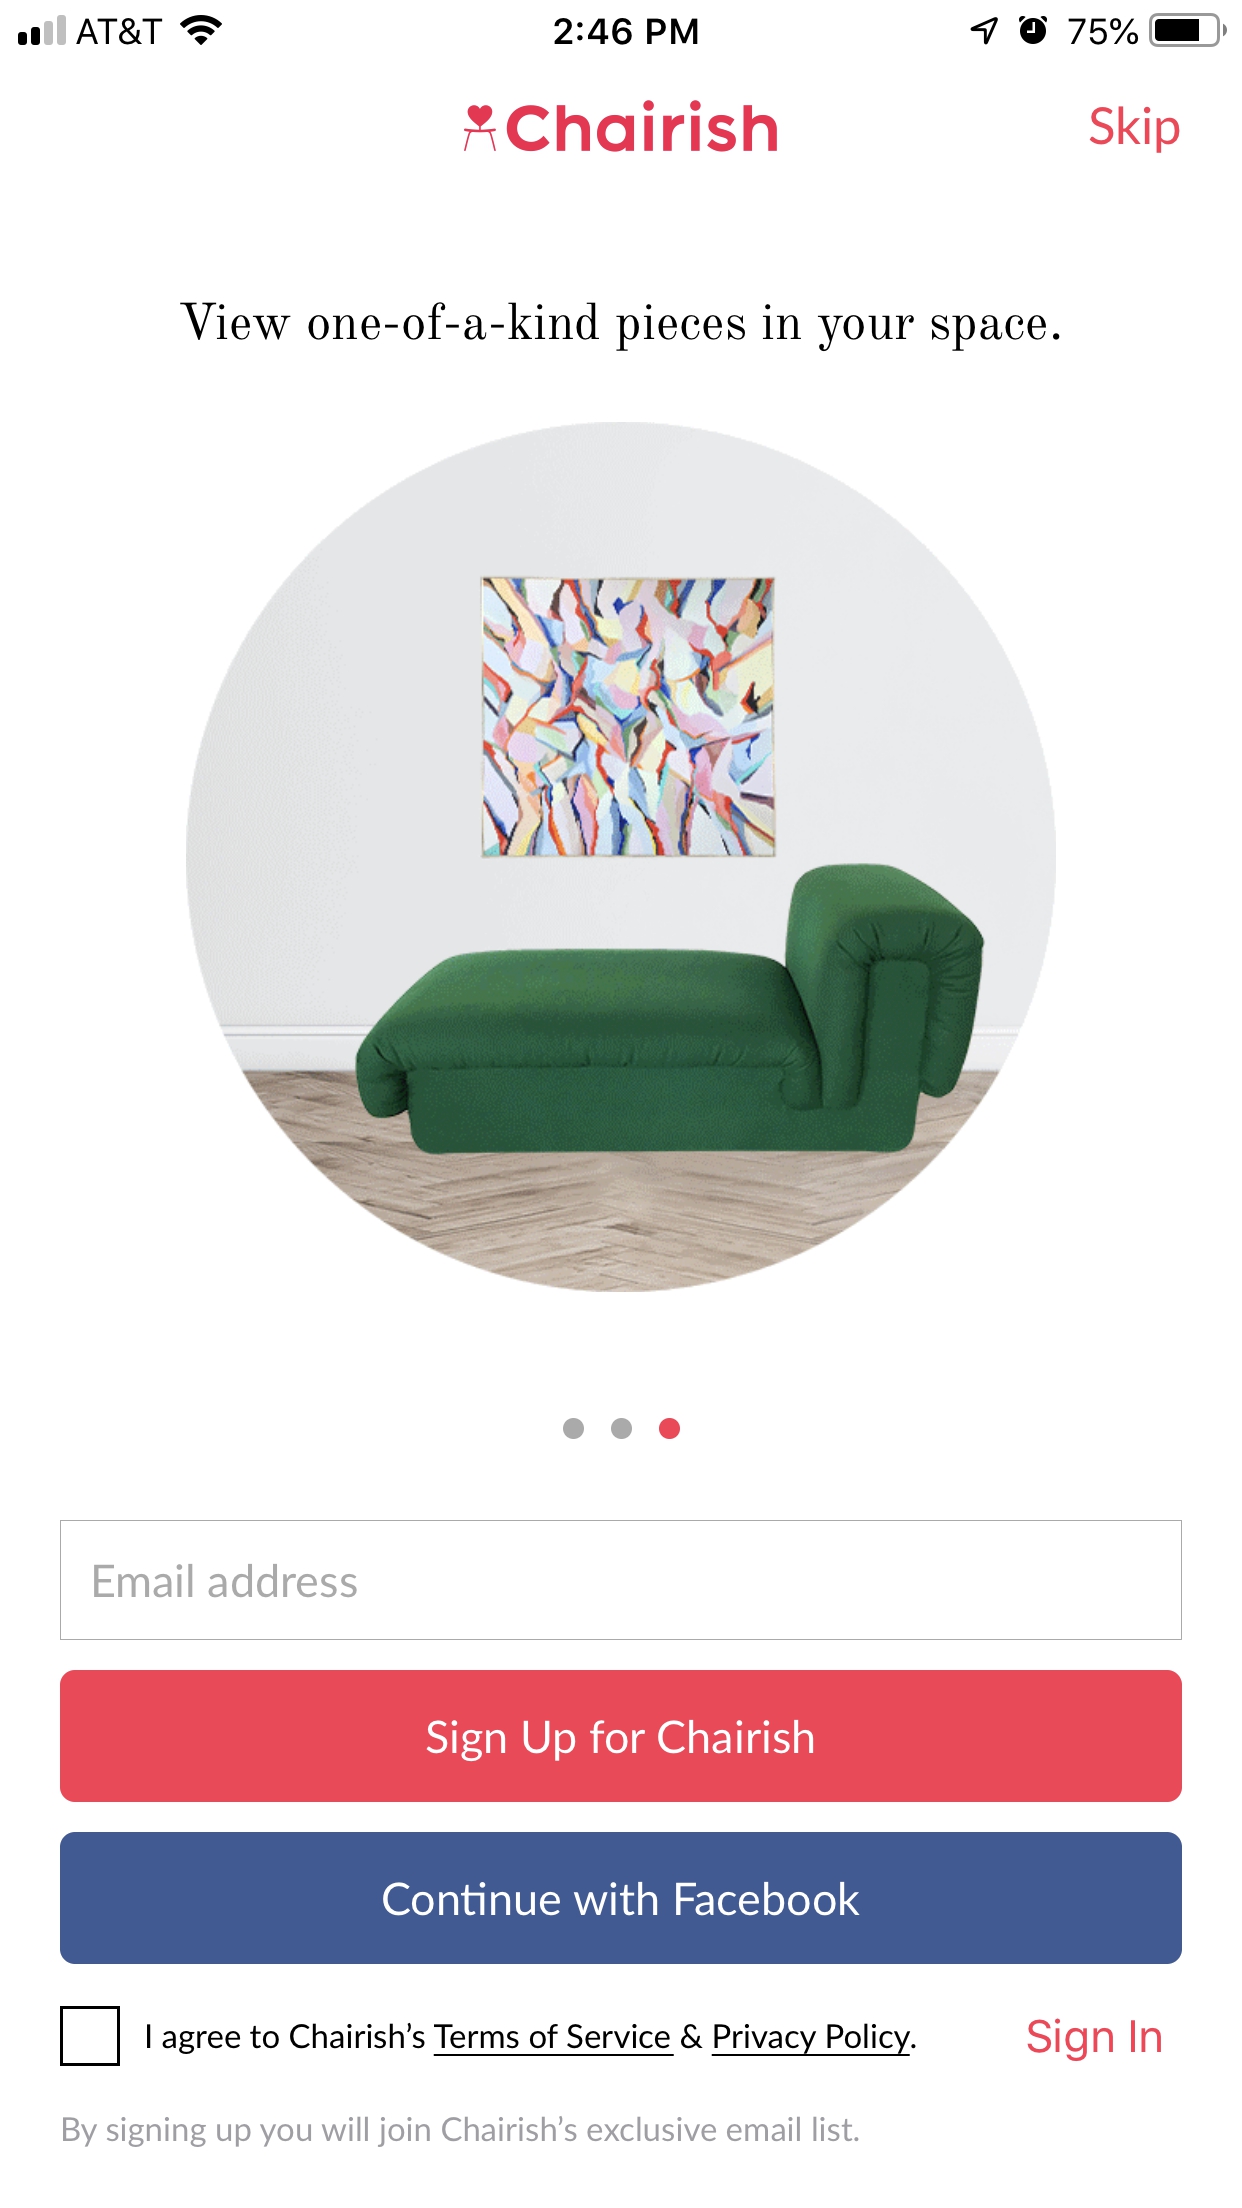 AT&T 2:46 PM 75%
Chairish Skip
View one-of-a-kind pieces in your space.
Email address
Sign Up for Chairish
Continue with Facebook
I agree to Chairish’s Terms of Service & Privacy Policy. Sign In
By signing up you will join Chairish’s exclusive email list.